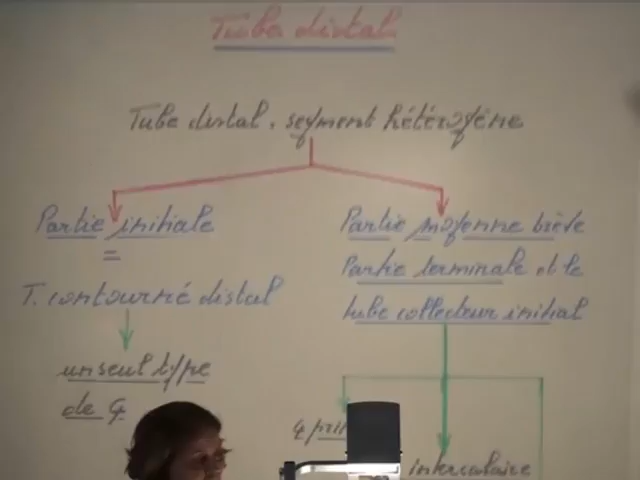 Tube distal
Tube distal, segment hétérogène
Partie initiale
=
T. contourné distal
un seul type
de ϕ
Partie moyenne brève
Partie terminale et le
tube collecteur initial
ϕ
intercalaire